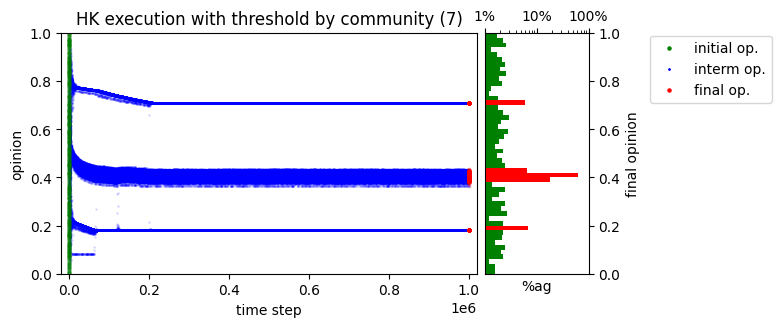 HK execution with threshold by community (7)
1% 10% 100%
initial op.
interm op.
final op.
1.0
0.8
0.6
0.4
0.2
0.0
opinion
0.0 0.2 0.4 0.6 0.8 1.0
1e6
time step
%ag
1.0
0.8
0.6
0.4
0.2
0.0
final opinion